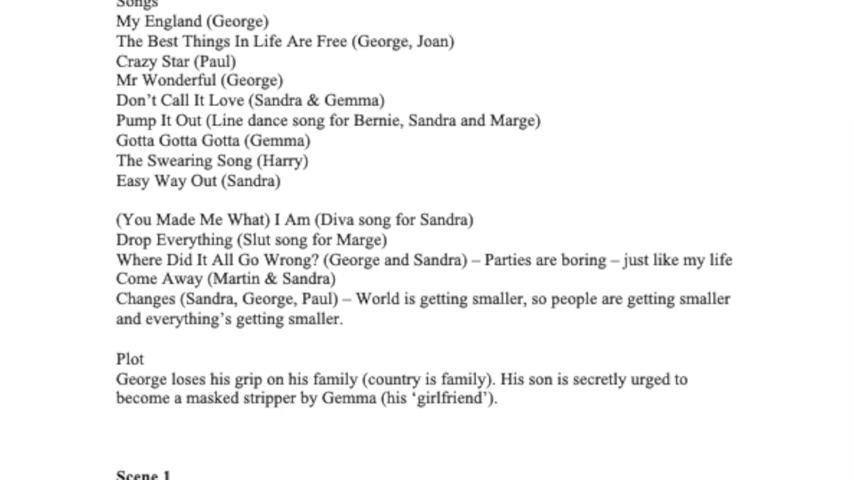 Songs
My England (George)
The Best Things In Life Are Free (George, Joan)
Crazy Star (Paul)
Mr Wonderful (George)
Don’t Call It Love (Sandra & Gemma)
Pump It Out (Line dance song for Bernie, Sandra and Marge)
Gotta Gotta Gotta (Gemma)
The Swearing Song (Harry)
Easy Way Out (Sandra)
(You Made Me What) I Am (Diva song for Sandra)
Drop Everything (Slut song for Marge)
Where Did It All Go Wrong? (George and Sandra) – Parties are boring – just like my life
Come Away (Martin & Sandra)
Changes (Sandra, George, Paul) – World is getting smaller, so people are getting smaller
and everything’s getting smaller.
Plot
George loses his grip on his family (country is family). His son is secretly urged to
become a masked stripper by Gemma (his ‘girlfriend’).
Scene 1